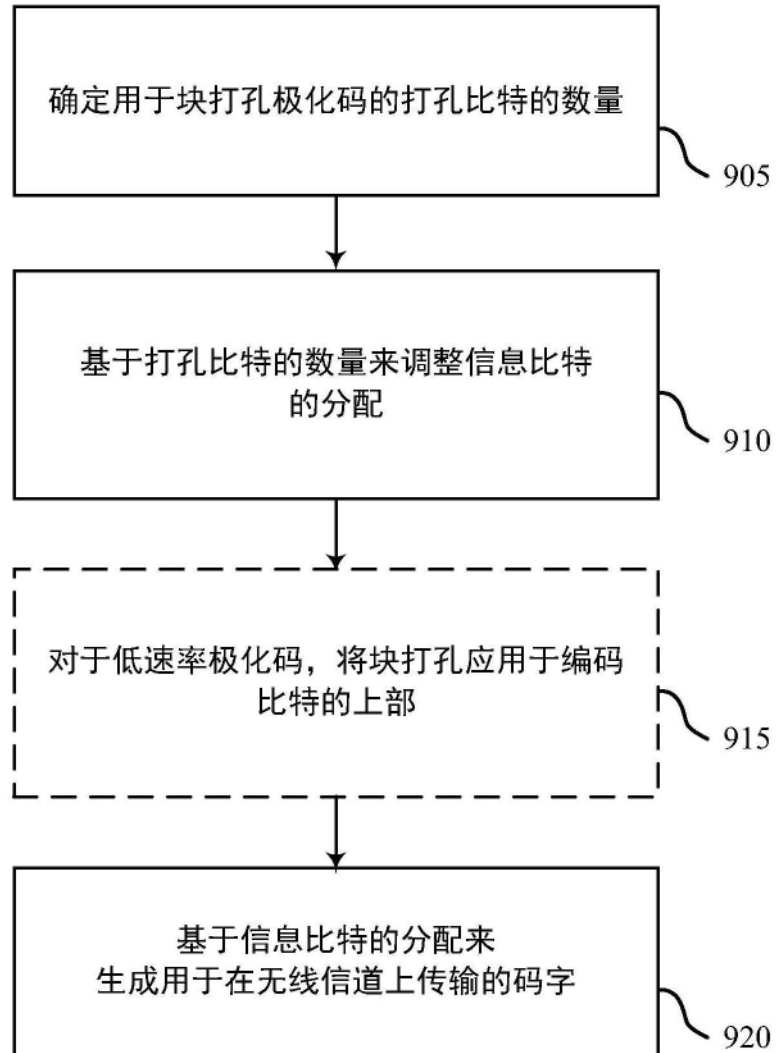 确定用于块打孔极化码的打孔比特的数量
905
基于打孔比特的数量来调整信息比特
的分配
910
对于低速率极化码，将块打孔应用于编码
比特的上部
915
基于信息比特的分配来
生成用于在无线信道上传输的码字
920